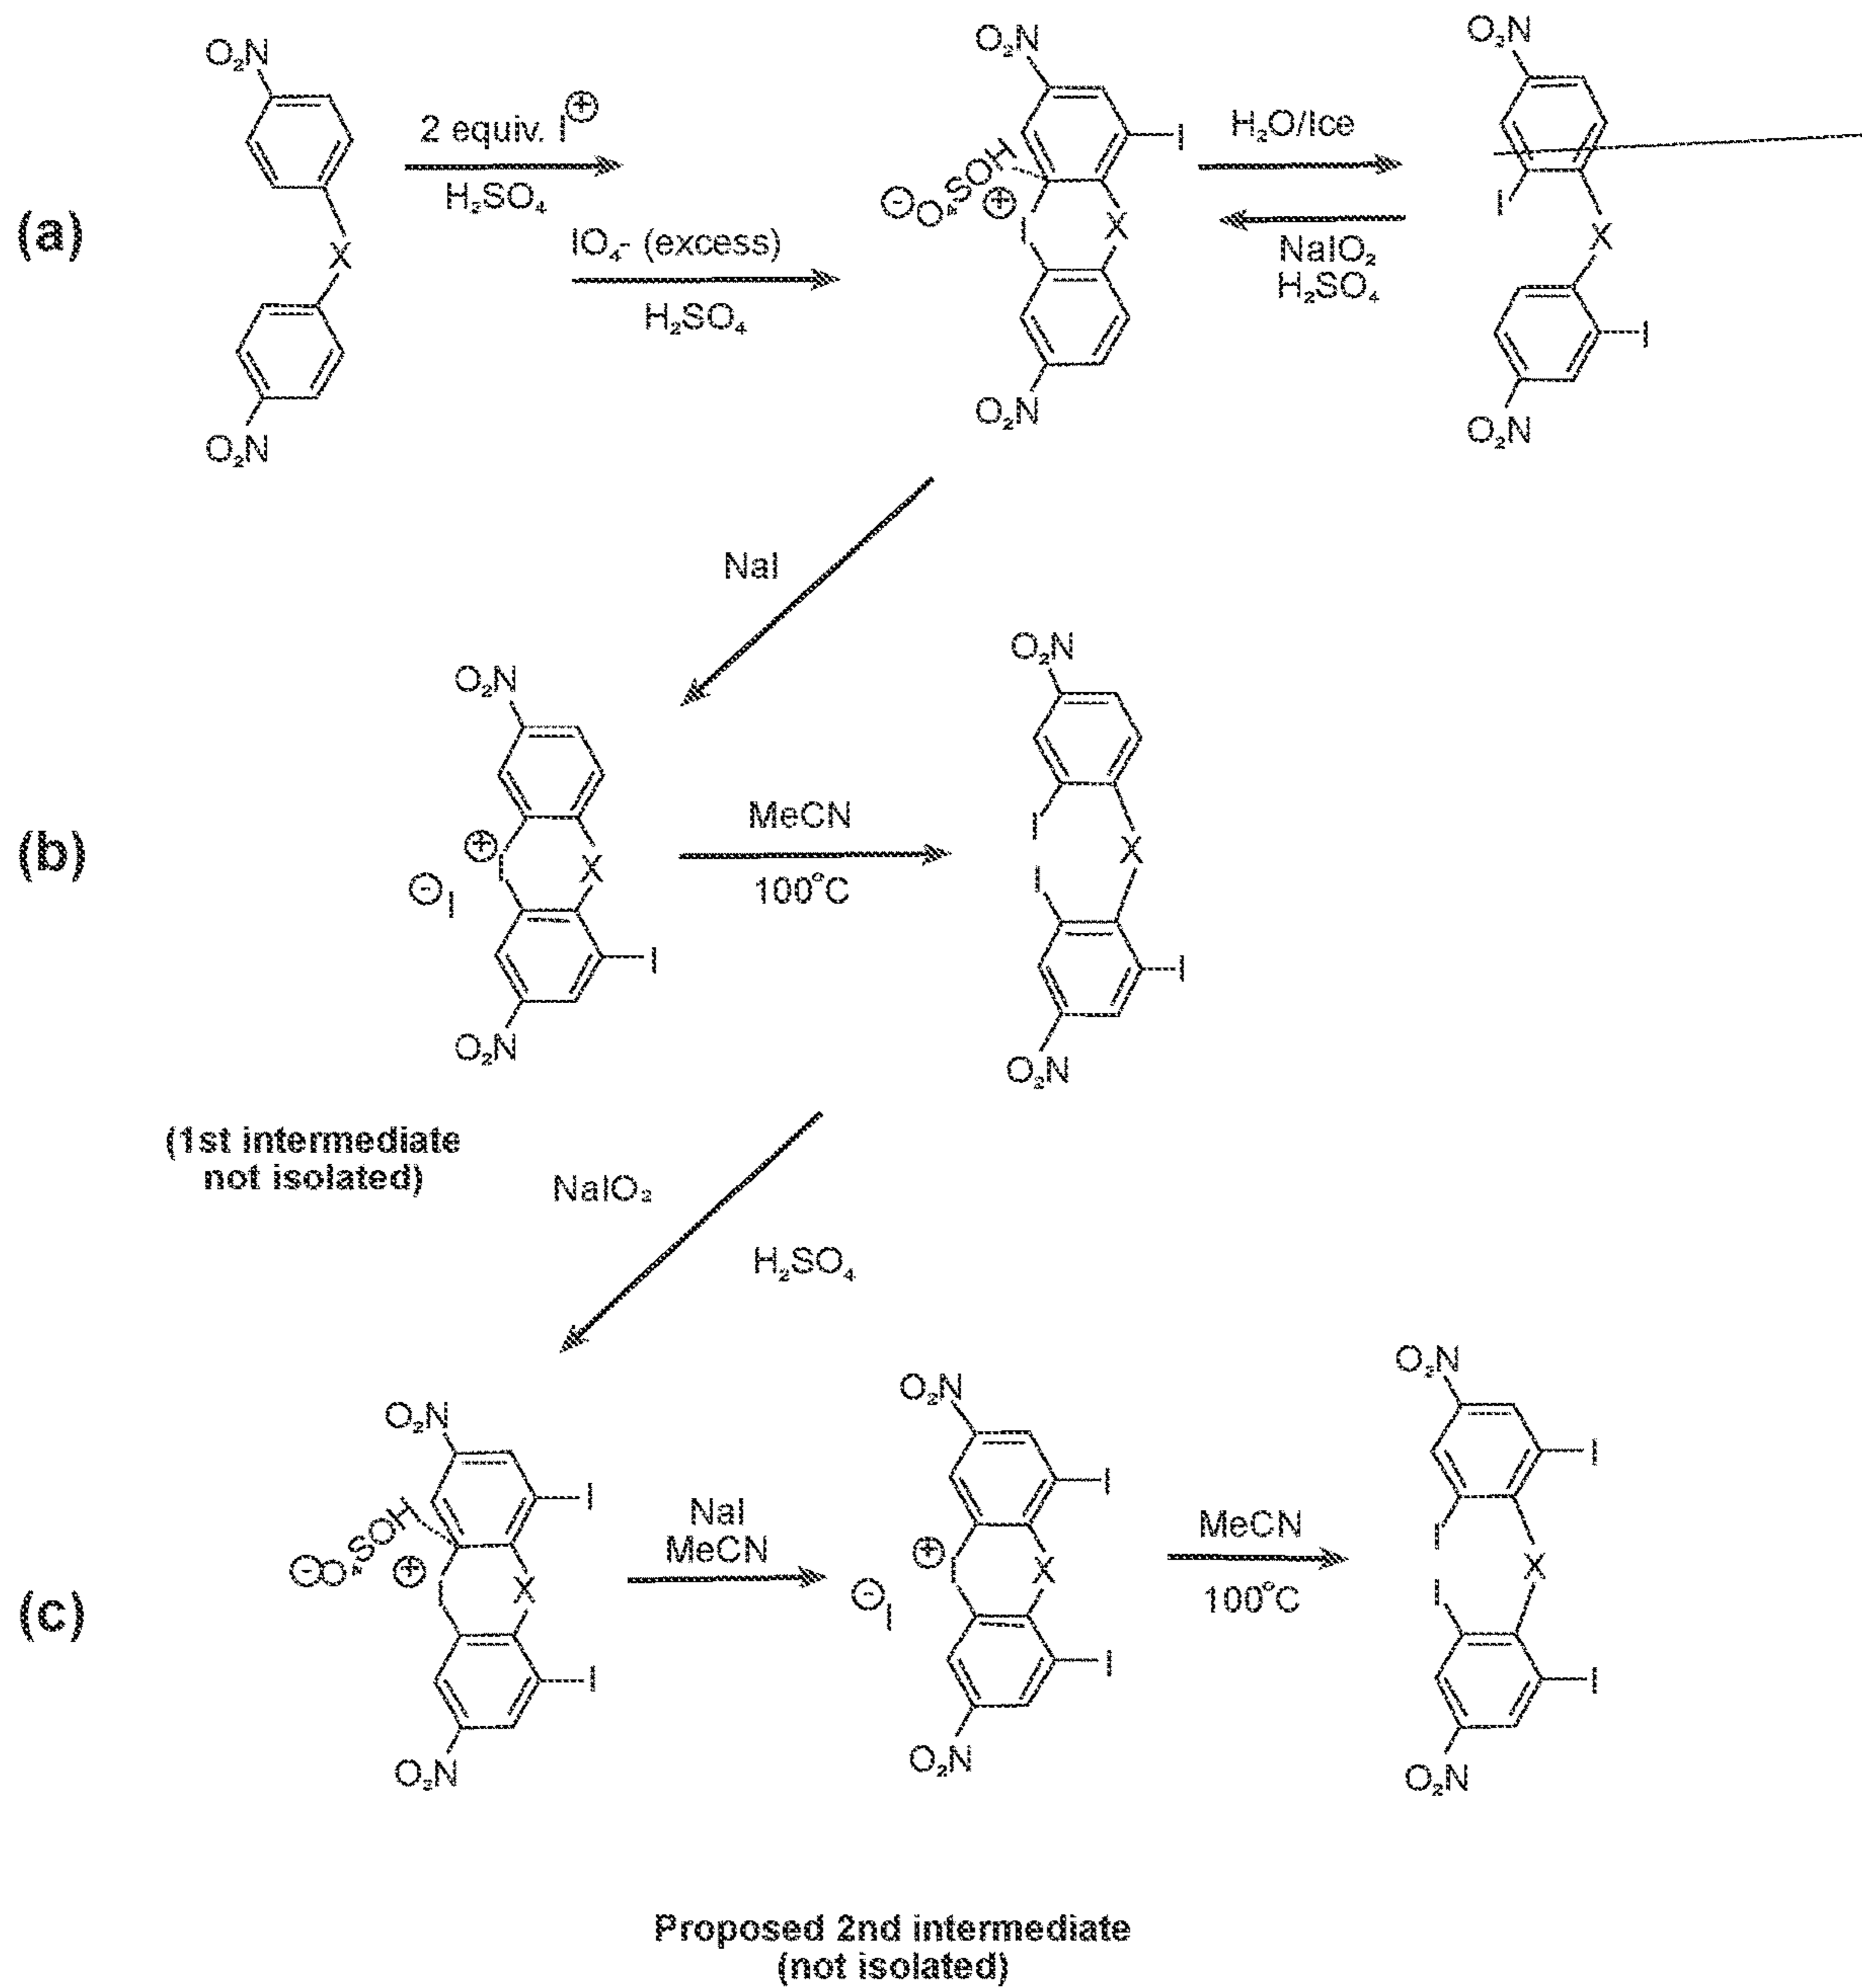 (a)
O₂N
X
O₂N
2 equiv. I⊕
H₂SO₄
IO₄- (excess)
H₂SO₄
O₂N
I
⊖O SOH
⊕
I
X
O₂N
H₂O/Ice
NaIO₂
H₂SO₄
O₂N
I
X
I
O₂N
NaI
(b)
O₂N
⊕
I
X
⊖I
I
O₂N
MeCN
100°C
O₂N
I
X
I
I
O₂N
(1st intermediate
not isolated)
NaIO₂
H₂SO₄
(c)
O₂N
I
⊖O SOH
⊕
I
X
I
O₂N
NaI
MeCN
O₂N
I
⊕
I
X
⊖I
I
O₂N
MeCN
100°C
O₂N
I
I
X
I
I
O₂N
Proposed 2nd intermediate
(not isolated)